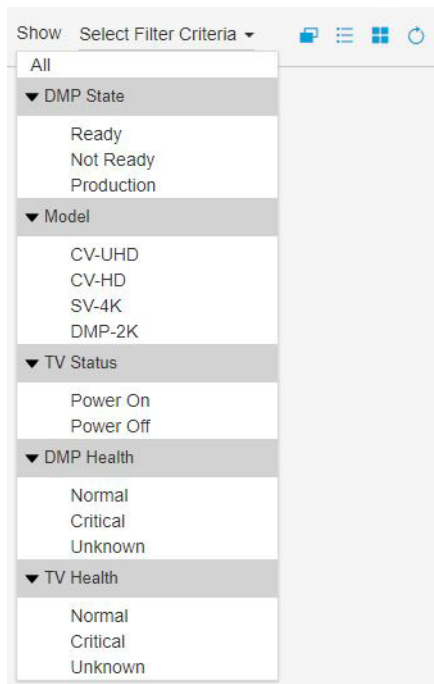 Show Select Filter Criteria
All
DMP State
Ready
Not Ready
Production
Model
CV-UHD
CV-HD
SV-4K
DMP-2K
TV Status
Power On
Power Off
DMP Health
Normal
Critical
Unknown
TV Health
Normal
Critical
Unknown